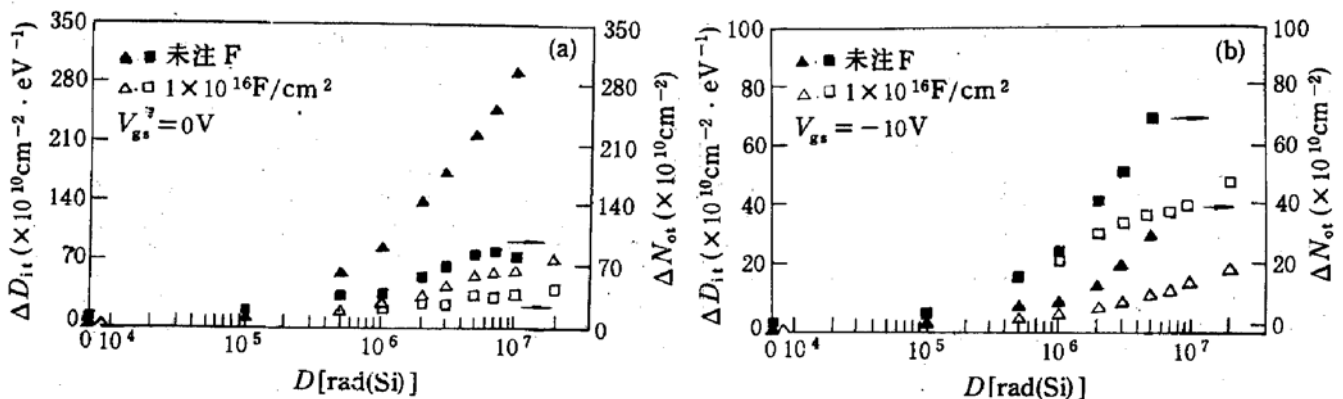 (a)
▲ ■ 未注 F
△ □ 1×10¹⁶F/cm²
V_gs=0V
350
280
210
140
70
0
ΔD_it (×10¹⁰cm⁻²·eV⁻¹)
350
280
210
140
70
0
ΔN_ot (×10¹⁰cm⁻²)
0 10⁴ 10⁵ 10⁶ 10⁷
D[rad(Si)]
(b)
▲ ■ 未注 F
△ □ 1×10¹⁶F/cm²
V_gs=−10V
100
80
60
40
20
0
ΔD_it (×10¹⁰cm⁻²·eV⁻¹)
100
80
60
40
20
0
ΔN_ot (×10¹⁰cm⁻²)
0 10⁴ 10⁵ 10⁶ 10⁷
D[rad(Si)]